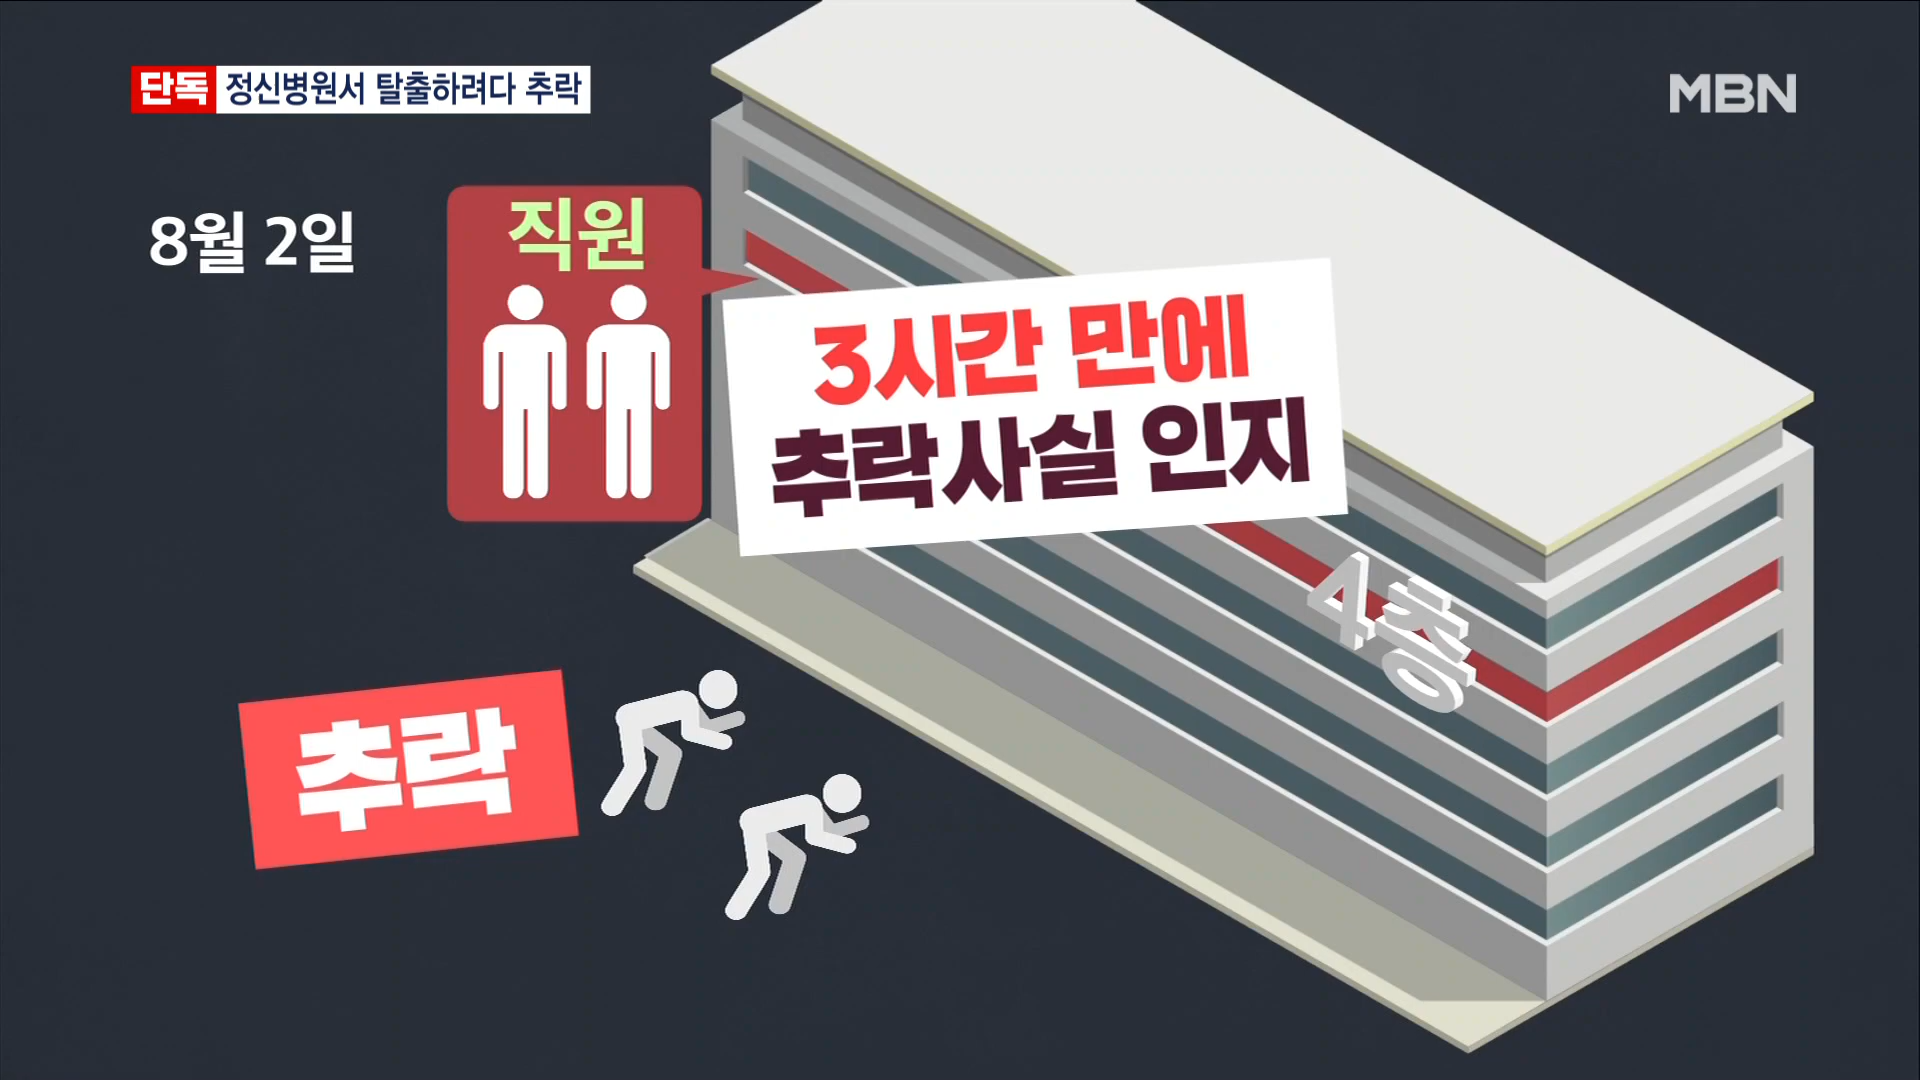 단독 정신병원서 탈출하려다 추락
MBN
8월 2일
직원
3시간 만에
추락사실 인지
4층
추락